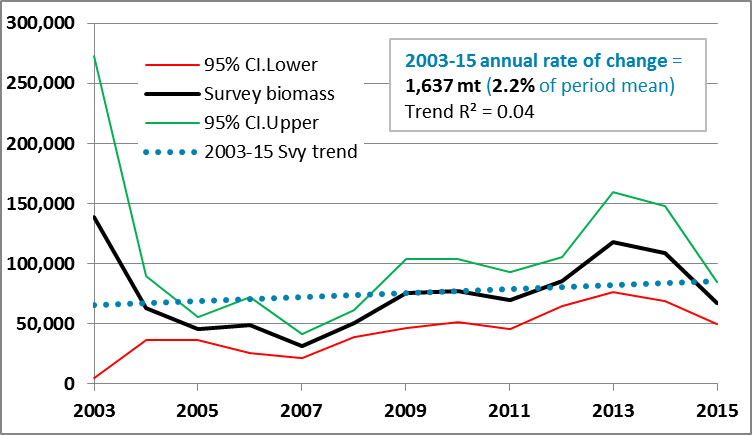 300,000
250,000
200,000
150,000
100,000
50,000
0
95% CI.Lower
Survey biomass
95% CI.Upper
2003-15 Svy trend
2003-15 annual rate of change =
1,637 mt (2.2% of period mean)
Trend R² = 0.04
2003 2005 2007 2009 2011 2013 2015